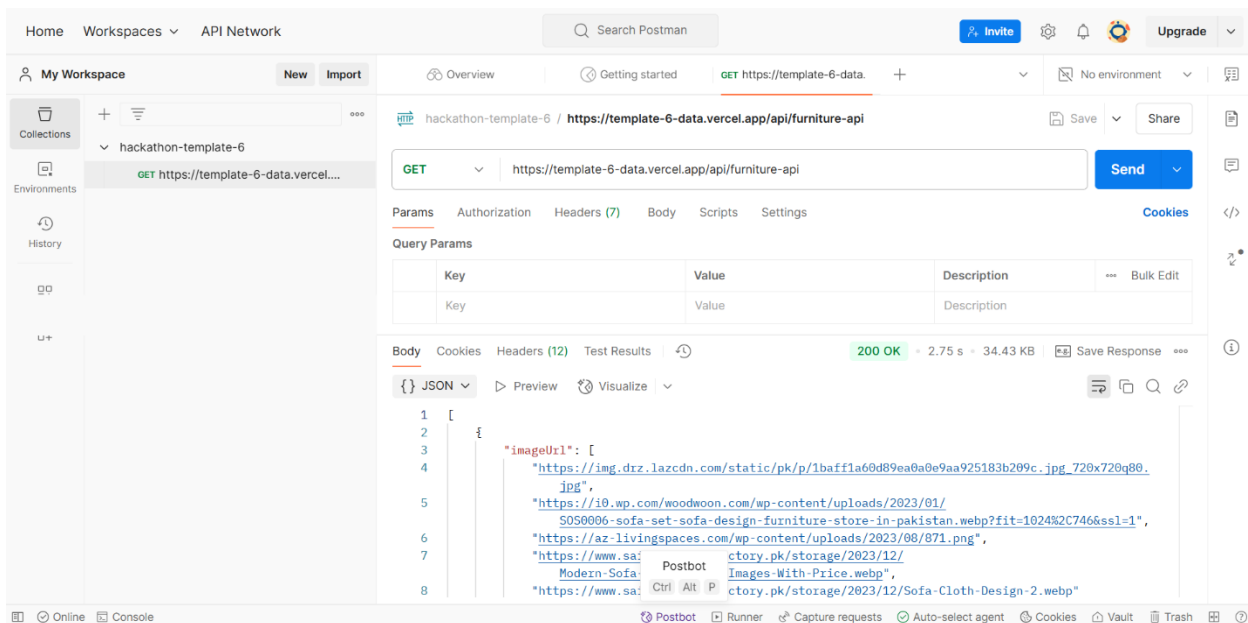 Home Workspaces API Network Search Postman Invite Upgrade
My Workspace New Import Overview Getting started GET https://template-6-data. No environment
Collections
Environments
History
hackathon-template-6
GET https://template-6-data.vercel....
HTTP hackathon-template-6 / https://template-6-data.vercel.app/api/furniture-api Save Share
GET https://template-6-data.vercel.app/api/furniture-api Send
Params Authorization Headers (7) Body Scripts Settings Cookies
Query Params
Key Value Description Bulk Edit
Key Value Description
Body Cookies Headers (12) Test Results 200 OK 2.75 s 34.43 KB e.g. Save Response
{} JSON Preview Visualize
1 [
2 {
3 "imageUrl": [
4 "https://img.drz.lazcdn.com/static/pk/p/1baff1a60d89ea0a0e9aa925183b209c.jpg_720x720q80.
jpg",
5 "https://i0.wp.com/woodwoon.com/wp-content/uploads/2023/01/
SOS0006-sofa-set-sofa-design-furniture-store-in-pakistan.webp?fit=1024%2C746&ssl=1",
6 "https://az-livingspaces.com/wp-content/uploads/2023/08/871.png",
7 "https://www.sai ctory.pk/storage/2023/12/
Modern-Sofa- Images-With-Price.webp",
8 "https://www.sai ctory.pk/storage/2023/12/Sofa-Cloth-Design-2.webp"
Postbot
Ctrl Alt P
Online Console Postbot Runner Capture requests Auto-select agent Cookies Vault Trash